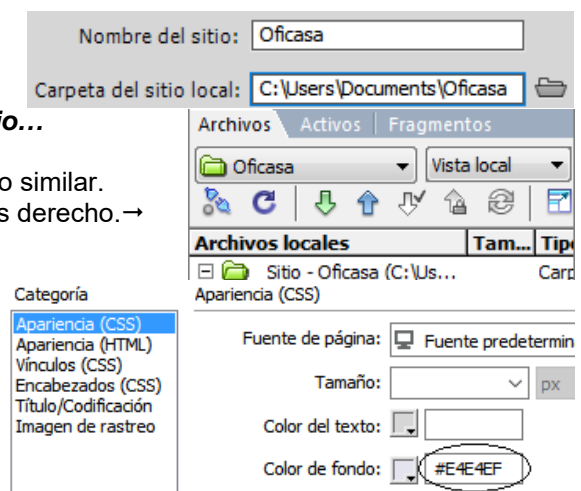 Nombre del sitio: Oficasa
Carpeta del sitio local: C:\Users\Documents\Oficasa
io...
o similar.
s derecho.→
Archivos Activos Fragmentos
Oficasa Vista local
Archivos locales Tam... Tip
Sitio - Oficasa (C:\Us... Carp
Categoría
Apariencia (CSS)
Apariencia (HTML)
Vínculos (CSS)
Encabezados (CSS)
Título/Codificación
Imagen de rastreo
Apariencia (CSS)
Fuente de página: Fuente predetermin
Tamaño: px
Color del texto:
Color de fondo: #E4E4EF